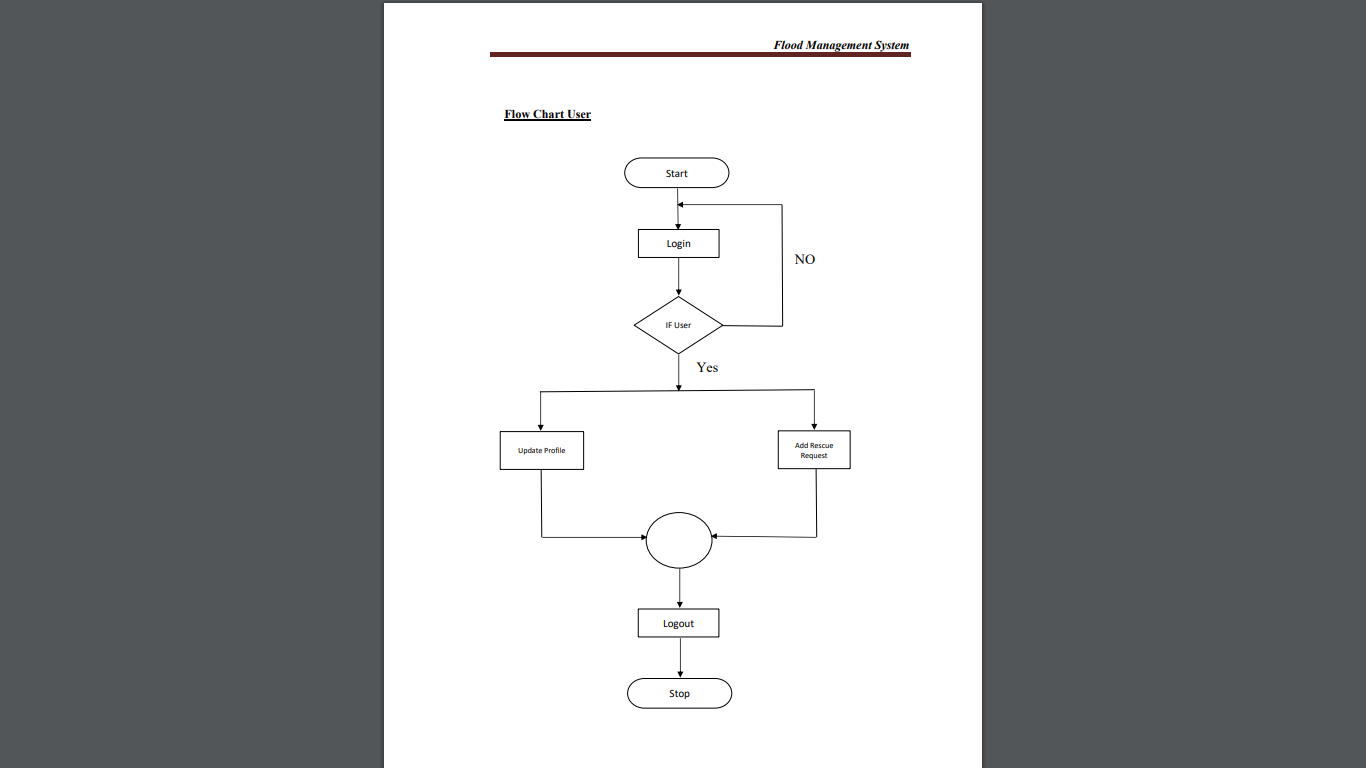 Flood Management System
Flow Chart User
Start
Login
NO
IF User
Yes
Update Profile
Add Rescue
Request
Logout
Stop